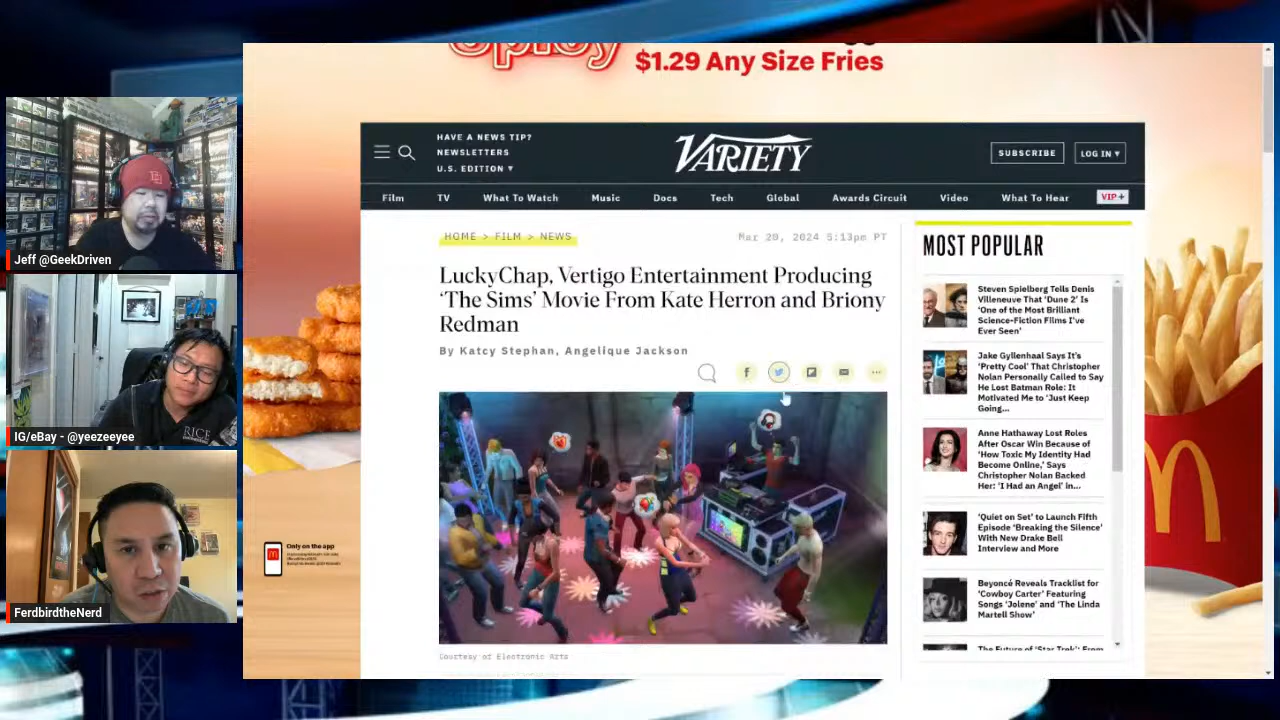 Spicy
$1.29 Any Size Fries
HAVE A NEWS TIP?
NEWSLETTERS
U.S. EDITION ▾
VARIETY
SUBSCRIBE
LOG IN ▾
Film TV What To Watch Music Docs Tech Global Awards Circuit Video What To Hear VIP+
HOME > FILM > NEWS
Mar 20, 2024 5:13pm PT
LuckyChap, Vertigo Entertainment Producing
‘The Sims’ Movie From Kate Herron and Briony
Redman
By Katcy Stephan, Angelique Jackson
Courtesy of Electronic Arts
MOST POPULAR
Steven Spielberg Tells Denis
Villeneuve That ‘Dune 2’ Is
‘One of the Most Brilliant
Science-Fiction Films I've
Ever Seen’
Jake Gyllenhaal Says It's
‘Pretty Cool’ That Christopher
Nolan Personally Called to Say
He Lost Batman Role: It
Motivated Me to ‘Just Keep
Going...
Anne Hathaway Lost Roles
After Oscar Win Because of
‘How Toxic My Identity Had
Become Online,’ Says
Christopher Nolan Backed
Her: ‘I Had an Angel’ in...
‘Quiet on Set’ to Launch Fifth
Episode ‘Breaking the Silence’
With New Drake Bell
Interview and More
Beyoncé Reveals Tracklist for
‘Cowboy Carter’ Featuring
Songs ‘Jolene’ and ‘The Linda
Martell Show’
The Future of ‘Star Trek’: From
Only on the app
Jeff @GeekDriven
RICE
IG/eBay - @yeezeeyee
FerdbirdtheNerd